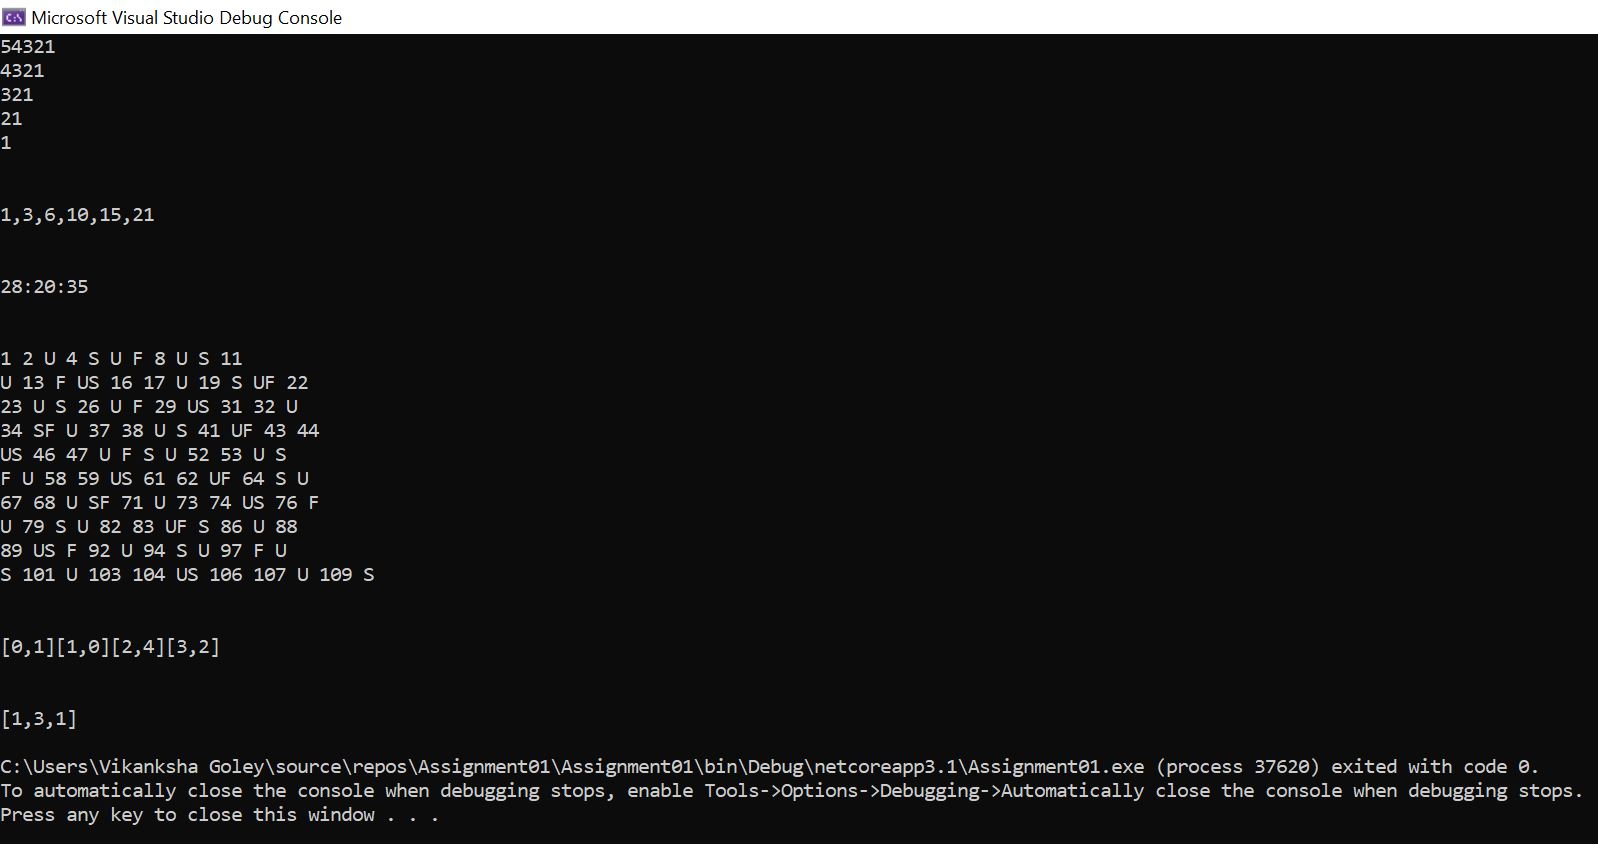 Microsoft Visual Studio Debug Console
54321
4321
321
21
1
1,3,6,10,15,21
28:20:35
1 2 U 4 S U F 8 U S 11
U 13 F US 16 17 U 19 S UF 22
23 U S 26 U F 29 US 31 32 U
34 SF U 37 38 U S 41 UF 43 44
US 46 47 U F S U 52 53 U S
F U 58 59 US 61 62 UF 64 S U
67 68 U SF 71 U 73 74 US 76 F
U 79 S U 82 83 UF S 86 U 88
89 US F 92 U 94 S U 97 F U
S 101 U 103 104 US 106 107 U 109 S
[0,1][1,0][2,4][3,2]
[1,3,1]
C:\Users\Vikanksha Goley\source\repos\Assignment01\Assignment01\bin\Debug\netcoreapp3.1\Assignment01.exe (process 37620) exited with code 0.
To automatically close the console when debugging stops, enable Tools->Options->Debugging->Automatically close the console when debugging stops.
Press any key to close this window . . .